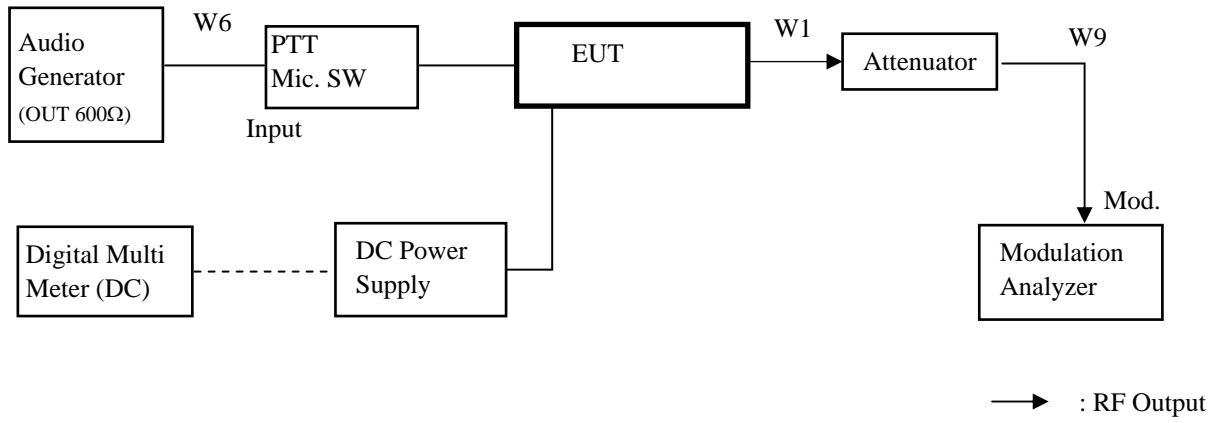 Audio
Generator
(OUT 600Ω)
W6
PTT
Mic. SW
Input
EUT
W1
Attenuator
W9
Mod.
Modulation
Analyzer
Digital Multi
Meter (DC)
DC Power
Supply
: RF Output